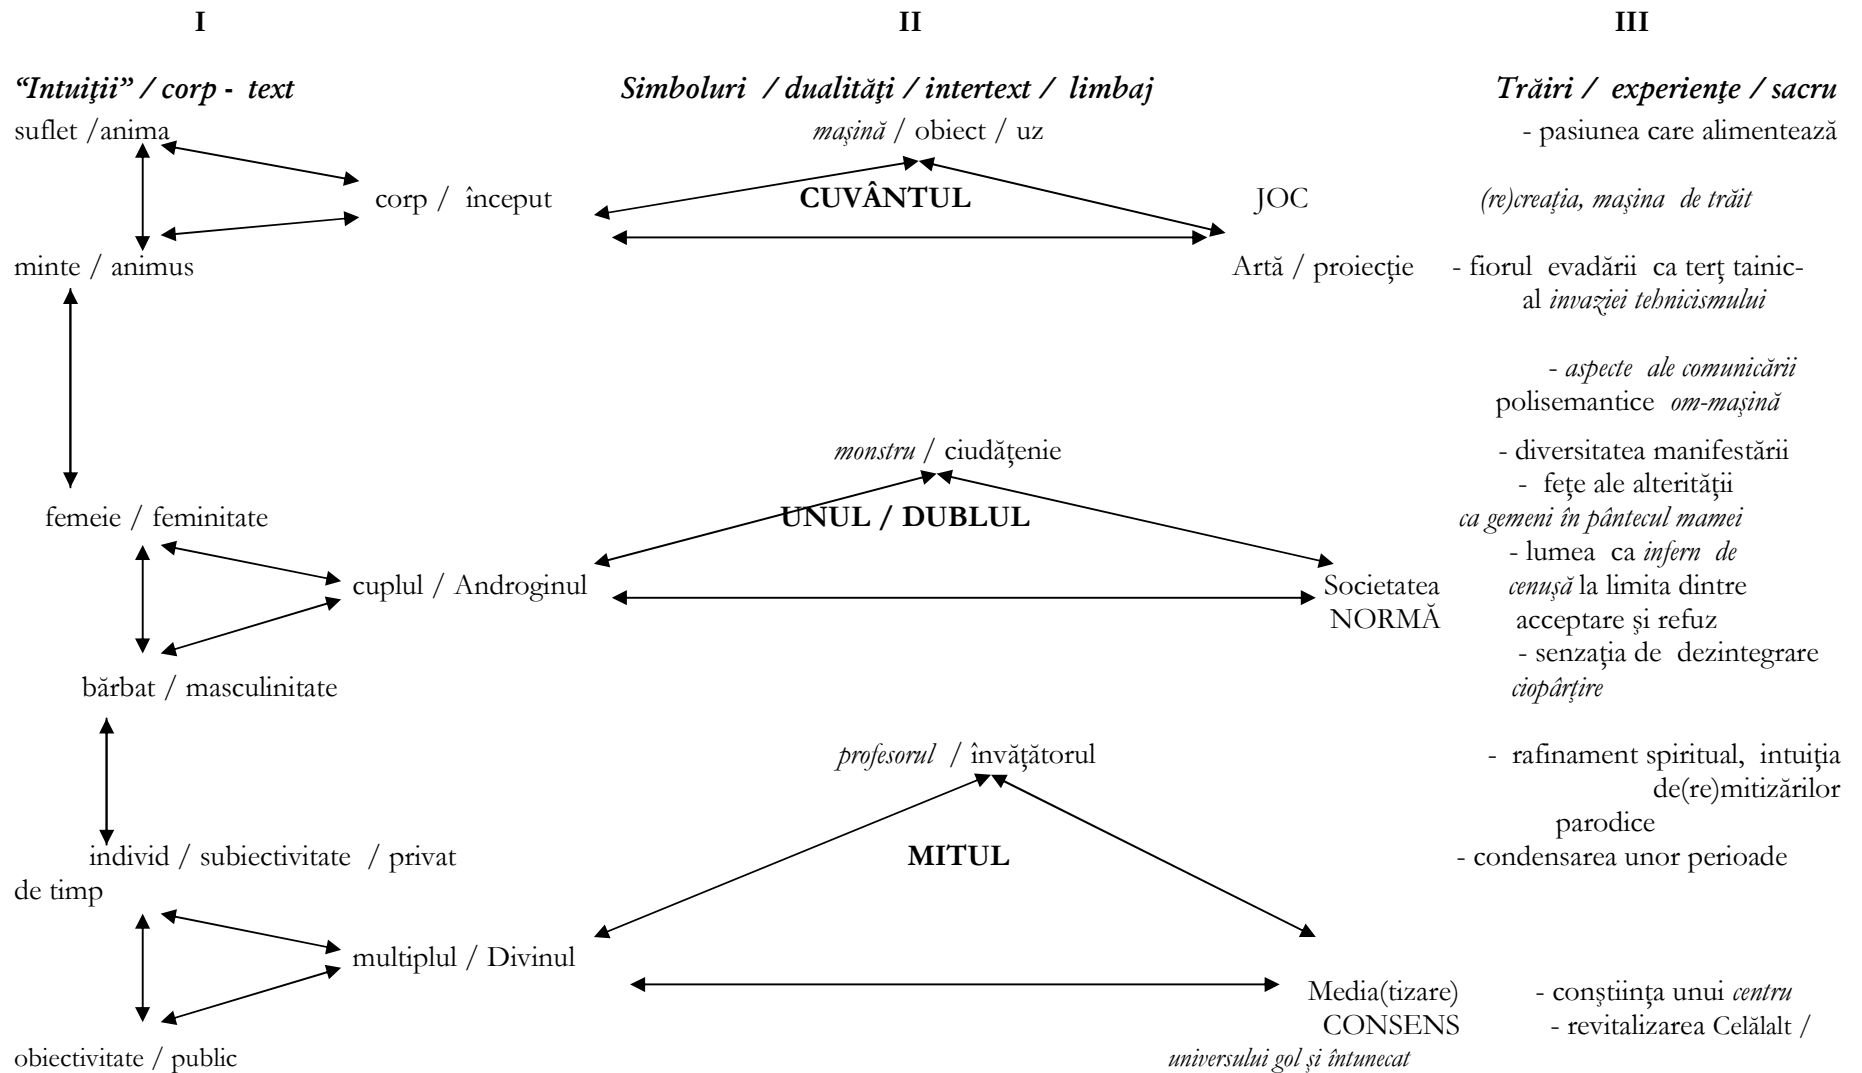 I II III
“Intuiţii” / corp - text Simboluri / dualităţi / intertext / limbaj Trăiri / experienţe / sacru
suflet /anima maşină / obiect / uz - pasiunea care alimentează
corp / început CUVÂNTUL JOC (re)creaţia, maşina de trăit
minte / animus Artă / proiecţie - fiorul evadării ca terţ tainic-
al invaziei tehnicismului
- aspecte ale comunicării
polisemantice om-maşină
monstru / ciudăţenie - diversitatea manifestării
- feţe ale alterităţii
femeie / feminitate UNUL / DUBLUL ca gemeni în pântecul mamei
- lumea ca infern de
cuplul / Androginul Societatea cenuşă la limita dintre
NORMĂ acceptare şi refuz
- senzaţia de dezintegrare
bărbat / masculinitate ciopârţire
profesorul / învăţătorul - rafinament spiritual, intuiţia
de(re)mitizărilor
parodice
individ / subiectivitate / privat MITUL - condensarea unor perioade
de timp
multiplul / Divinul
Media(tizare) - conştiinţa unui centru
CONSENS - revitalizarea Celălalt /
obiectivitate / public universului gol şi întunecat